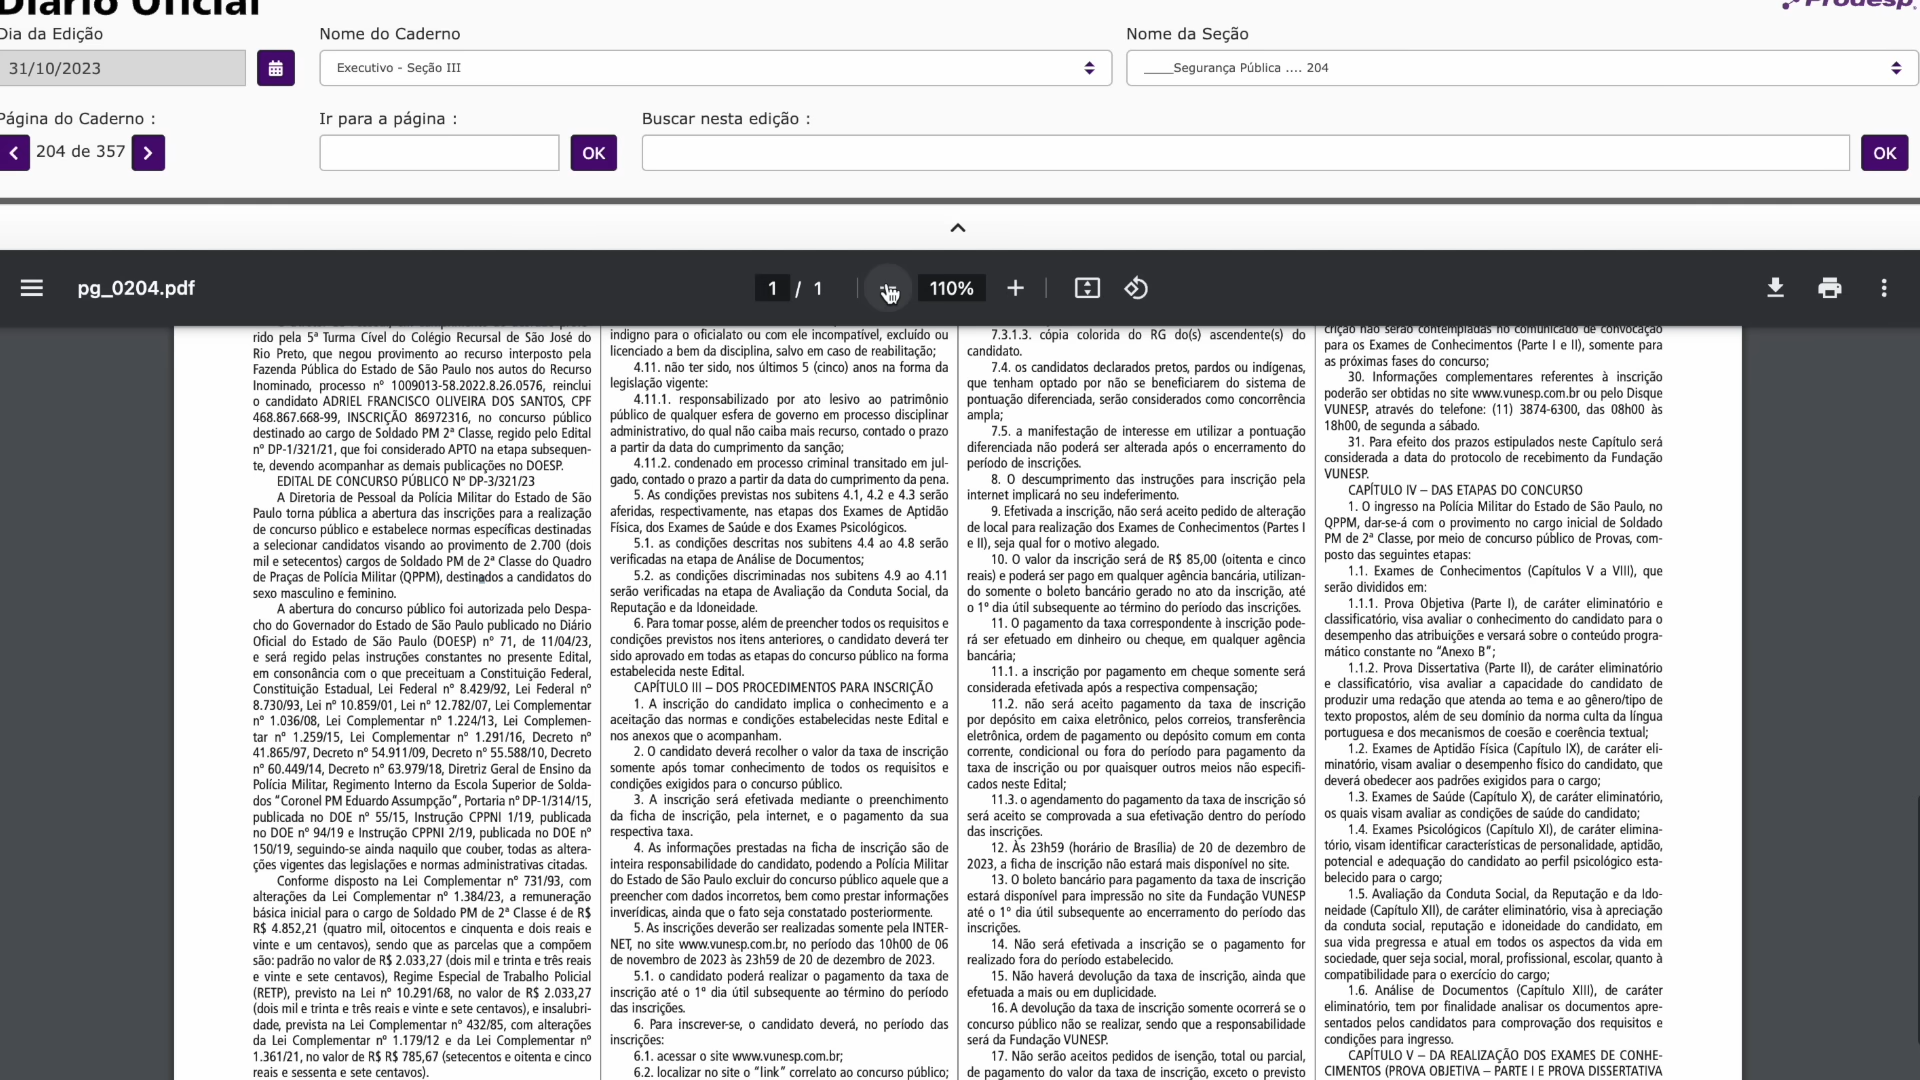 Diário Oficial
Prodesp
Dia da Edição
Nome do Caderno
Nome da Seção
31/10/2023
Executivo - Seção III
____Segurança Pública .... 204
Página do Caderno :
Ir para a página :
Buscar nesta edição :
204 de 357
OK
OK
pg_0204.pdf
1 / 1
110%
rido pela 5ª Turma Cível do Colégio Recursal de São José do
Rio Preto, que negou provimento ao recurso interposto pela
Fazenda Pública do Estado de São Paulo nos autos do Recurso
Inominado, processo nº 1009013-58.2022.8.26.0576, reinclui
o candidato ADRIEL FRANCISCO OLIVEIRA DOS SANTOS, CPF
468.867.668-99, INSCRIÇÃO 86972316, no concurso público
destinado ao cargo de Soldado PM 2ª Classe, regido pelo Edital
nº DP-1/321/21, que foi considerado APTO na etapa subsequen-
te, devendo acompanhar as demais publicações no DOESP.
EDITAL DE CONCURSO PÚBLICO Nº DP-3/321/23
A Diretoria de Pessoal da Polícia Militar do Estado de São
Paulo torna pública a abertura das inscrições para a realização
de concurso público e estabelece normas específicas destinadas
a selecionar candidatos visando ao provimento de 2.700 (dois
mil e setecentos) cargos de Soldado PM de 2ª Classe do Quadro
de Praças de Polícia Militar (QPPM), destinados a candidatos do
sexo masculino e feminino.
A abertura do concurso público foi autorizada pelo Despa-
cho do Governador do Estado de São Paulo publicado no Diário
Oficial do Estado de São Paulo (DOESP) nº 71, de 11/04/23,
e será regido pelas instruções constantes no presente Edital,
em consonância com o que preceituam a Constituição Federal,
Constituição Estadual, Lei Federal nº 8.429/92, Lei Federal nº
8.730/93, Lei nº 10.859/01, Lei nº 12.782/07, Lei Complementar
nº 1.036/08, Lei Complementar nº 1.224/13, Lei Complemen-
tar nº 1.259/15, Lei Complementar nº 1.291/16, Decreto nº
41.865/97, Decreto nº 54.911/09, Decreto nº 55.588/10, Decreto
nº 60.449/14, Decreto nº 63.979/18, Diretriz Geral de Ensino da
Polícia Militar, Regimento Interno da Escola Superior de Solda-
dos “Coronel PM Eduardo Assumpção”, Portaria nº DP-1/314/15,
publicada no DOE nº 55/15, Instrução CPPNI 1/19, publicada
no DOE nº 94/19 e Instrução CPPNI 2/19, publicada no DOE nº
150/19, seguindo-se ainda naquilo que couber, todas as altera-
ções vigentes das legislações e normas administrativas citadas.
Conforme disposto na Lei Complementar nº 731/93, com
alterações da Lei Complementar nº 1.384/23, a remuneração
básica inicial para o cargo de Soldado PM de 2ª Classe é de R$
R$ 4.852,21 (quatro mil, oitocentos e cinquenta e dois reais e
vinte e um centavos), sendo que as parcelas que a compõem
são: padrão no valor de R$ 2.033,27 (dois mil e trinta e três reais
e vinte e sete centavos), Regime Especial de Trabalho Policial
(RETP), previsto na Lei nº 10.291/68, no valor de R$ 2.033,27
(dois mil e trinta e três reais e vinte e sete centavos), e insalubri-
dade, prevista na Lei Complementar nº 432/85, com alterações
da Lei Complementar nº 1.179/12 e da Lei Complementar nº
1.361/21, no valor de R$ R$ 785,67 (setecentos e oitenta e cinco
reais e sessenta e sete centavos).
indigno para o oficialato ou com ele incompatível, excluído ou
licenciado a bem da disciplina, salvo em caso de reabilitação;
4.11. não ter sido, nos últimos 5 (cinco) anos na forma da
legislação vigente:
4.11.1. responsabilizado por ato lesivo ao patrimônio
público de qualquer esfera de governo em processo disciplinar
administrativo, do qual não caiba mais recurso, contado o prazo
a partir da data do cumprimento da sanção;
4.11.2. condenado em processo criminal transitado em jul-
gado, contado o prazo a partir da data do cumprimento da pena.
5. As condições previstas nos subitens 4.1, 4.2 e 4.3 serão
aferidas, respectivamente, nas etapas dos Exames de Aptidão
Física, dos Exames de Saúde e dos Exames Psicológicos.
5.1. as condições descritas nos subitens 4.4 ao 4.8 serão
verificadas na etapa de Análise de Documentos;
5.2. as condições discriminadas nos subitens 4.9 ao 4.11
serão verificadas na etapa de Avaliação da Conduta Social, da
Reputação e da Idoneidade.
6. Para tomar posse, além de preencher todos os requisitos e
condições previstos nos itens anteriores, o candidato deverá ter
sido aprovado em todas as etapas do concurso público na forma
estabelecida neste Edital.
CAPÍTULO III – DOS PROCEDIMENTOS PARA INSCRIÇÃO
1. A inscrição do candidato implica o conhecimento e a
aceitação das normas e condições estabelecidas neste Edital e
nos anexos que o acompanham.
2. O candidato deverá recolher o valor da taxa de inscrição
somente após tomar conhecimento de todos os requisitos e
condições exigidos para o concurso público.
3. A inscrição será efetivada mediante o preenchimento
da ficha de inscrição, pela internet, e o pagamento da sua
respectiva taxa.
4. As informações prestadas na ficha de inscrição são de
inteira responsabilidade do candidato, podendo a Polícia Militar
do Estado de São Paulo excluir do concurso público aquele que a
preencher com dados incorretos, bem como prestar informações
inverídicas, ainda que o fato seja constatado posteriormente.
5. As inscrições deverão ser realizadas somente pela INTER-
NET, no site www.vunesp.com.br, no período das 10h00 de 06
de novembro de 2023 às 23h59 de 20 de dezembro de 2023.
5.1. o candidato poderá realizar o pagamento da taxa de
inscrição até o 1º dia útil subsequente ao término do período
das inscrições.
6. Para inscrever-se, o candidato deverá, no período das
inscrições:
6.1. acessar o site www.vunesp.com.br;
6.2. localizar no site o “link” correlato ao concurso público;
7.3.1.3. cópia colorida do RG do(s) ascendente(s) do
candidato.
7.4. os candidatos declarados pretos, pardos ou indígenas,
que tenham optado por não se beneficiarem do sistema de
pontuação diferenciada, serão considerados como concorrência
ampla;
7.5. a manifestação de interesse em utilizar a pontuação
diferenciada não poderá ser alterada após o encerramento do
período de inscrições.
8. O descumprimento das instruções para inscrição pela
internet implicará no seu indeferimento.
9. Efetivada a inscrição, não será aceito pedido de alteração
de local para realização dos Exames de Conhecimentos (Partes I
e II), seja qual for o motivo alegado.
10. O valor da inscrição será de R$ 85,00 (oitenta e cinco
reais) e poderá ser pago em qualquer agência bancária, utilizan-
do somente o boleto bancário gerado no ato da inscrição, até
o 1º dia útil subsequente ao término do período das inscrições.
11. O pagamento da taxa correspondente à inscrição pode-
rá ser efetuado em dinheiro ou cheque, em qualquer agência
bancária;
11.1. a inscrição por pagamento em cheque somente será
considerada efetivada após a respectiva compensação;
11.2. não será aceito pagamento da taxa de inscrição
por depósito em caixa eletrônico, pelos correios, transferência
eletrônica, ordem de pagamento ou depósito comum em conta
corrente, condicional ou fora do período para pagamento da
taxa de inscrição ou por quaisquer outros meios não especifi-
cados neste Edital;
11.3. o agendamento do pagamento da taxa de inscrição só
será aceito se comprovada a sua efetivação dentro do período
das inscrições.
12. Às 23h59 (horário de Brasília) de 20 de dezembro de
2023, a ficha de inscrição não estará mais disponível no site.
13. O boleto bancário para pagamento da taxa de inscrição
estará disponível para impressão no site da Fundação VUNESP
até o 1º dia útil subsequente ao encerramento do período das
inscrições.
14. Não será efetivada a inscrição se o pagamento for
realizado fora do período estabelecido.
15. Não haverá devolução da taxa de inscrição, ainda que
efetuada a mais ou em duplicidade.
16. A devolução da taxa de inscrição somente ocorrerá se o
concurso público não se realizar, sendo que a responsabilidade
será da Fundação VUNESP.
17. Não serão aceitos pedidos de isenção, total ou parcial,
de pagamento do valor da taxa de inscrição, exceto o previsto
crição não serão contempladas no comunicado de convocação
para os Exames de Conhecimentos (Parte I e II), somente para
as próximas fases do concurso;
30. Informações complementares referentes à inscrição
poderão ser obtidas no site www.vunesp.com.br ou pelo Disque
VUNESP, através do telefone: (11) 3874-6300, das 08h00 às
18h00, de segunda a sábado.
31. Para efeito dos prazos estipulados neste Capítulo será
considerada a data do protocolo de recebimento da Fundação
VUNESP.
CAPÍTULO IV – DAS ETAPAS DO CONCURSO
1. O ingresso na Polícia Militar do Estado de São Paulo, no
QPPM, dar-se-á com o provimento no cargo inicial de Soldado
PM de 2ª Classe, por meio de concurso público de Provas, com-
posto das seguintes etapas:
1.1. Exames de Conhecimentos (Capítulos V a VIII), que
serão divididos em:
1.1.1. Prova Objetiva (Parte I), de caráter eliminatório e
classificatório, visa avaliar o conhecimento do candidato para o
desempenho das atribuições e versará sobre o conteúdo progra-
mático constante no “Anexo B”;
1.1.2. Prova Dissertativa (Parte II), de caráter eliminatório
e classificatório, visa avaliar a capacidade do candidato de
produzir uma redação que atenda ao tema e ao gênero/tipo de
texto propostos, além de seu domínio da norma culta da língua
portuguesa e dos mecanismos de coesão e coerência textual;
1.2. Exames de Aptidão Física (Capítulo IX), de caráter eli-
minatório, visam avaliar o desempenho físico do candidato, que
deverá obedecer aos padrões exigidos para o cargo;
1.3. Exames de Saúde (Capítulo X), de caráter eliminatório,
os quais visam avaliar as condições de saúde do candidato;
1.4. Exames Psicológicos (Capítulo XI), de caráter elimina-
tório, visam identificar características de personalidade, aptidão,
potencial e adequação do candidato ao perfil psicológico esta-
belecido para o cargo;
1.5. Avaliação da Conduta Social, da Reputação e da Ido-
neidade (Capítulo XII), de caráter eliminatório, visa à apreciação
da conduta social, reputação e idoneidade do candidato, em
sua vida pregressa e atual em todos os aspectos da vida em
sociedade, quer seja social, moral, profissional, escolar, quanto à
compatibilidade para o exercício do cargo;
1.6. Análise de Documentos (Capítulo XIII), de caráter
eliminatório, tem por finalidade analisar os documentos apre-
sentados pelos candidatos para comprovação dos requisitos e
condições para ingresso.
CAPÍTULO V – DA REALIZAÇÃO DOS EXAMES DE CONHE-
CIMENTOS (PROVA OBJETIVA – PARTE I E PROVA DISSERTATIVA